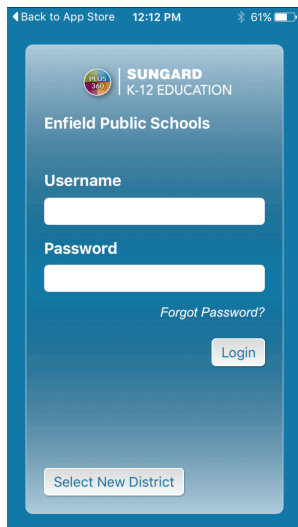 Back to App Store 12:12 PM 61%
PLUS 360
SUNGARD
K-12 EDUCATION
Enfield Public Schools
Username
Password
Forgot Password?
Login
Select New District